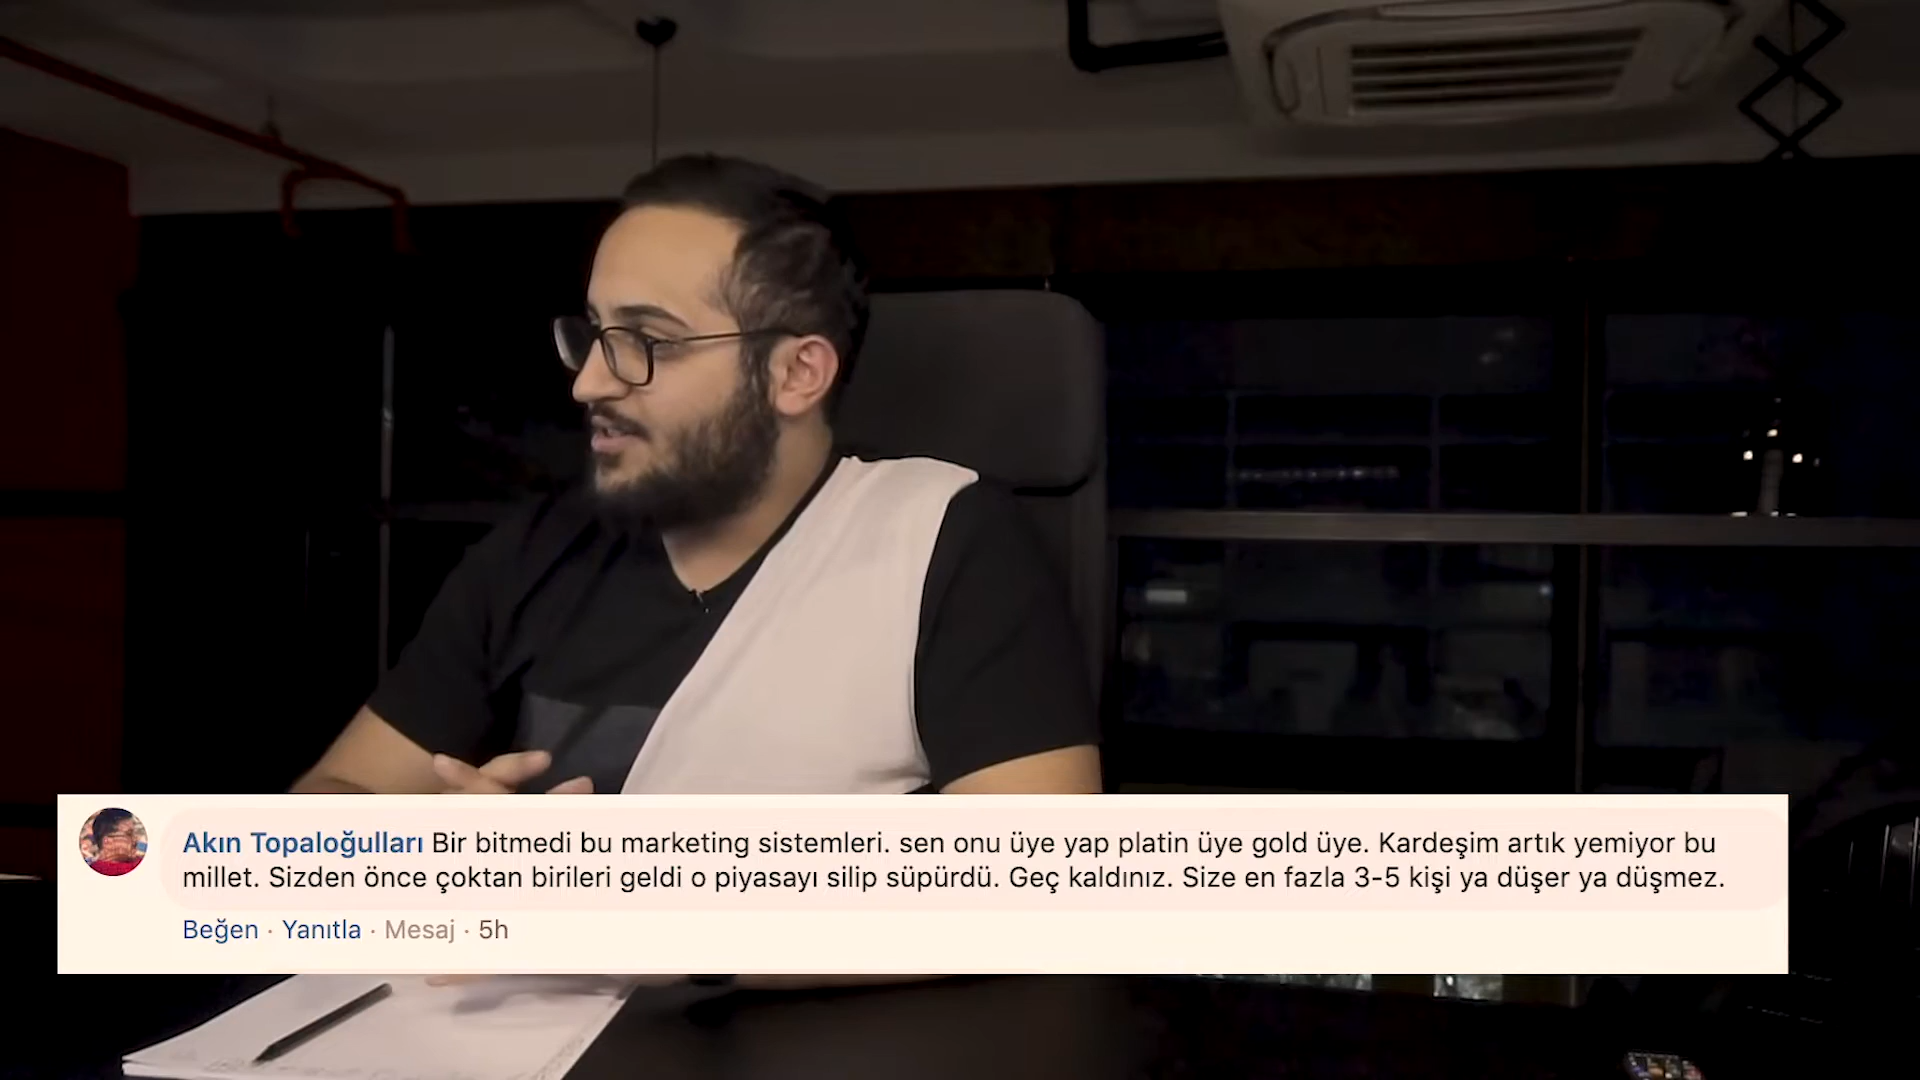 Akın Topaloğulları Bir bitmedi bu marketing sistemleri. sen onu üye yap platin üye gold üye. Kardeşim artık yemiyor bu
millet. Sizden önce çoktan birileri geldi o piyasayı silip süpürdü. Geç kaldınız. Size en fazla 3-5 kişi ya düşer ya düşmez.
Beğen · Yanıtla · Mesaj · 5h